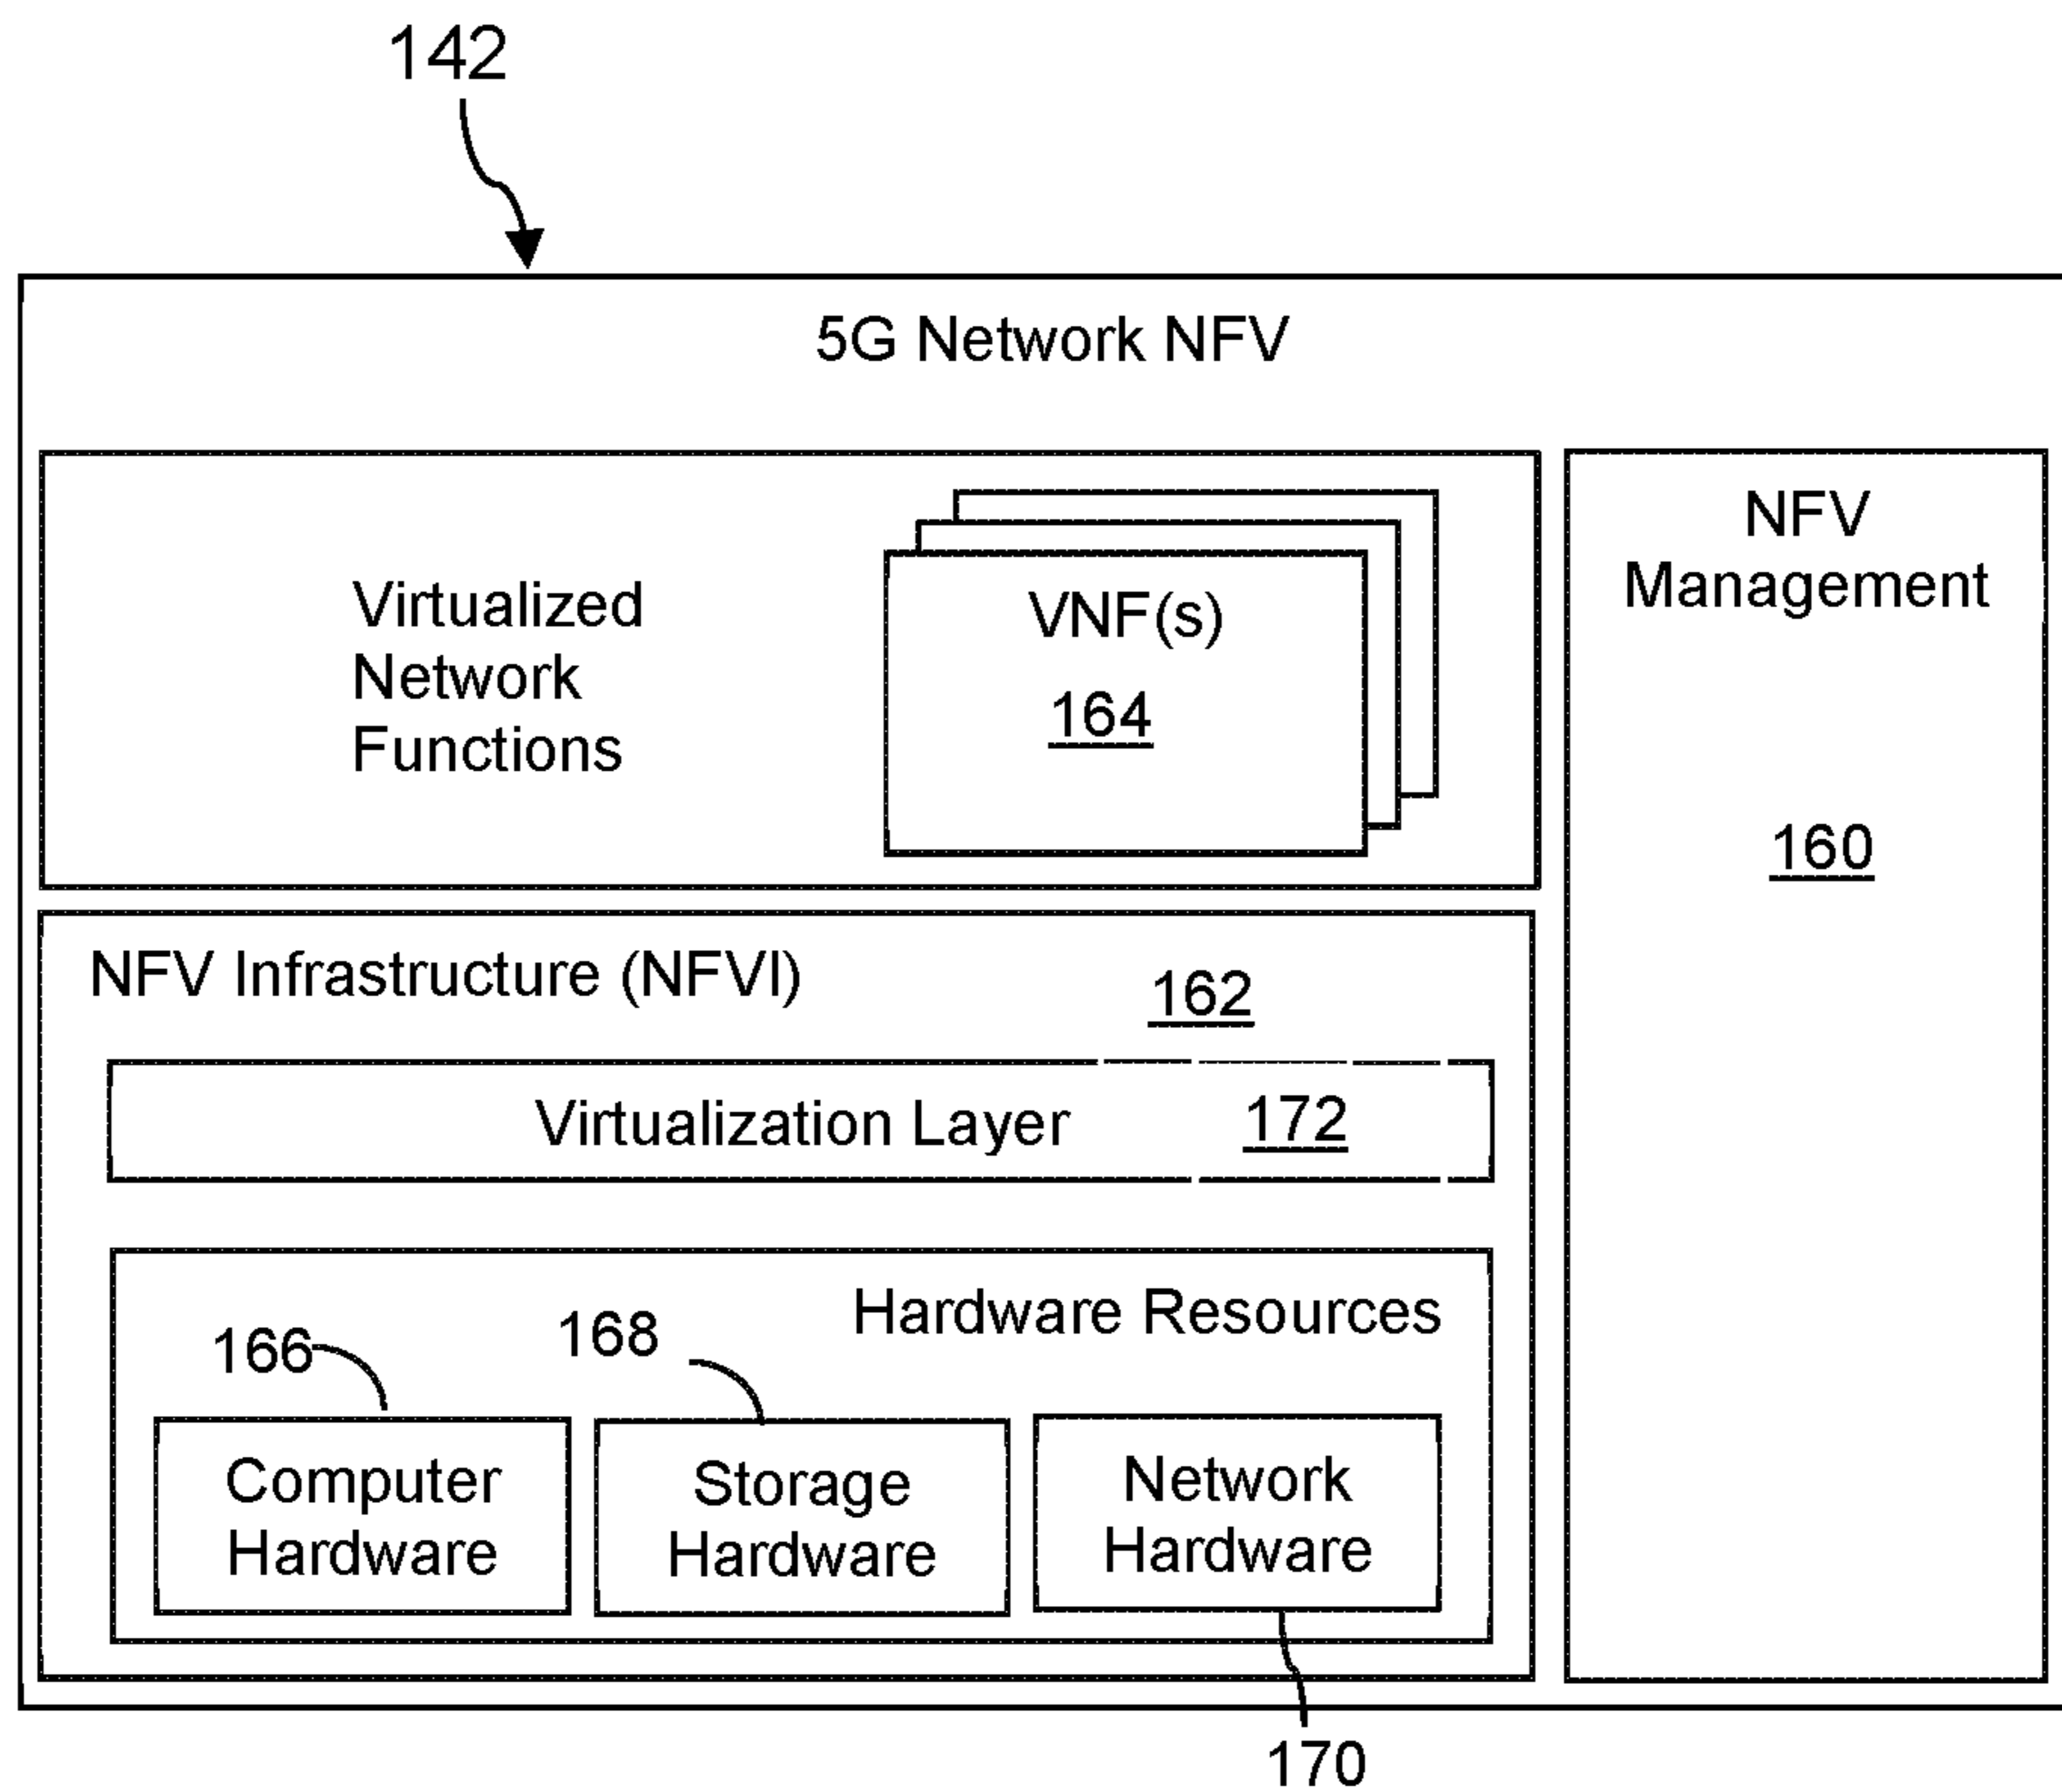 142
5G Network NFV
Virtualized
Network
Functions
VNF(s)
164
NFV
Management
160
NFV Infrastructure (NFVI)
162
Virtualization Layer
172
Hardware Resources
166
168
Computer
Hardware
Storage
Hardware
Network
Hardware
170